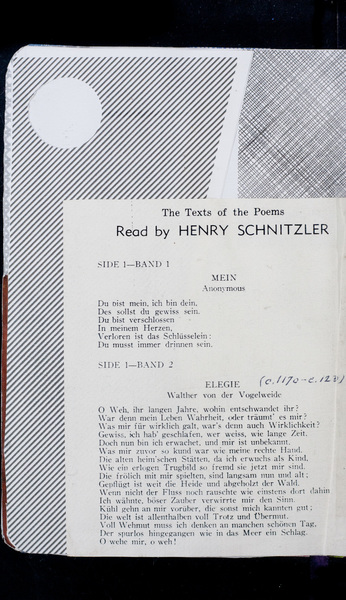 The Texts of the Poems
Read by HENRY SCHNITZLER
SIDE 1—BAND 1
MEIN
Anonymous
Du bist mein, ich bin dein,
Des sollst du gewiss sein.
Du bist verschlossen
In meinem Herzen,
Verloren ist das Schlüsselein:
Du musst immer drinnen sein.
SIDE 1—BAND 2
ELEGIE (c.1170-c.1230)
Walther von der Vogelweide
O Weh, ihr langen Jahre, wohin entschwandet ihr?
War denn mein Leben Wahrheit, oder träumt' es mir?
Was mir für wirklich galt, war's denn auch Wirklichkeit?
Gewiss, ich hab' geschlafen, wer weiss, wie lange Zeit.
Doch nun bin ich erwachet, und mir ist unbekannt,
Was mir zuvor so kund war wie meine rechte Hand.
Die alten heim'schen Stätten, da ich erwuchs als Kind,
Wie ein erlogen Trugbild so fremd sie jetzt mir sind.
Die frölich mit mir spielten, sind langsam nun und alt;
Gepflügt ist weit die Heide und abgeholzt der Wald.
Wenn nicht der Fluss noch rauschte wie einstens dort dahin
Ich wähnte, böser Zauber verwirrte mir den Sinn.
Kühl gehn an mir vorüber, die sonst mich kannten gut;
Die welt ist allenthalben voll Trotz und Übermut.
Voll Wehmut muss ich denken an manchen schönen Tag,
Der spurlos hingegangen wie in das Meer ein Schlag.
O wehe mir, o weh!